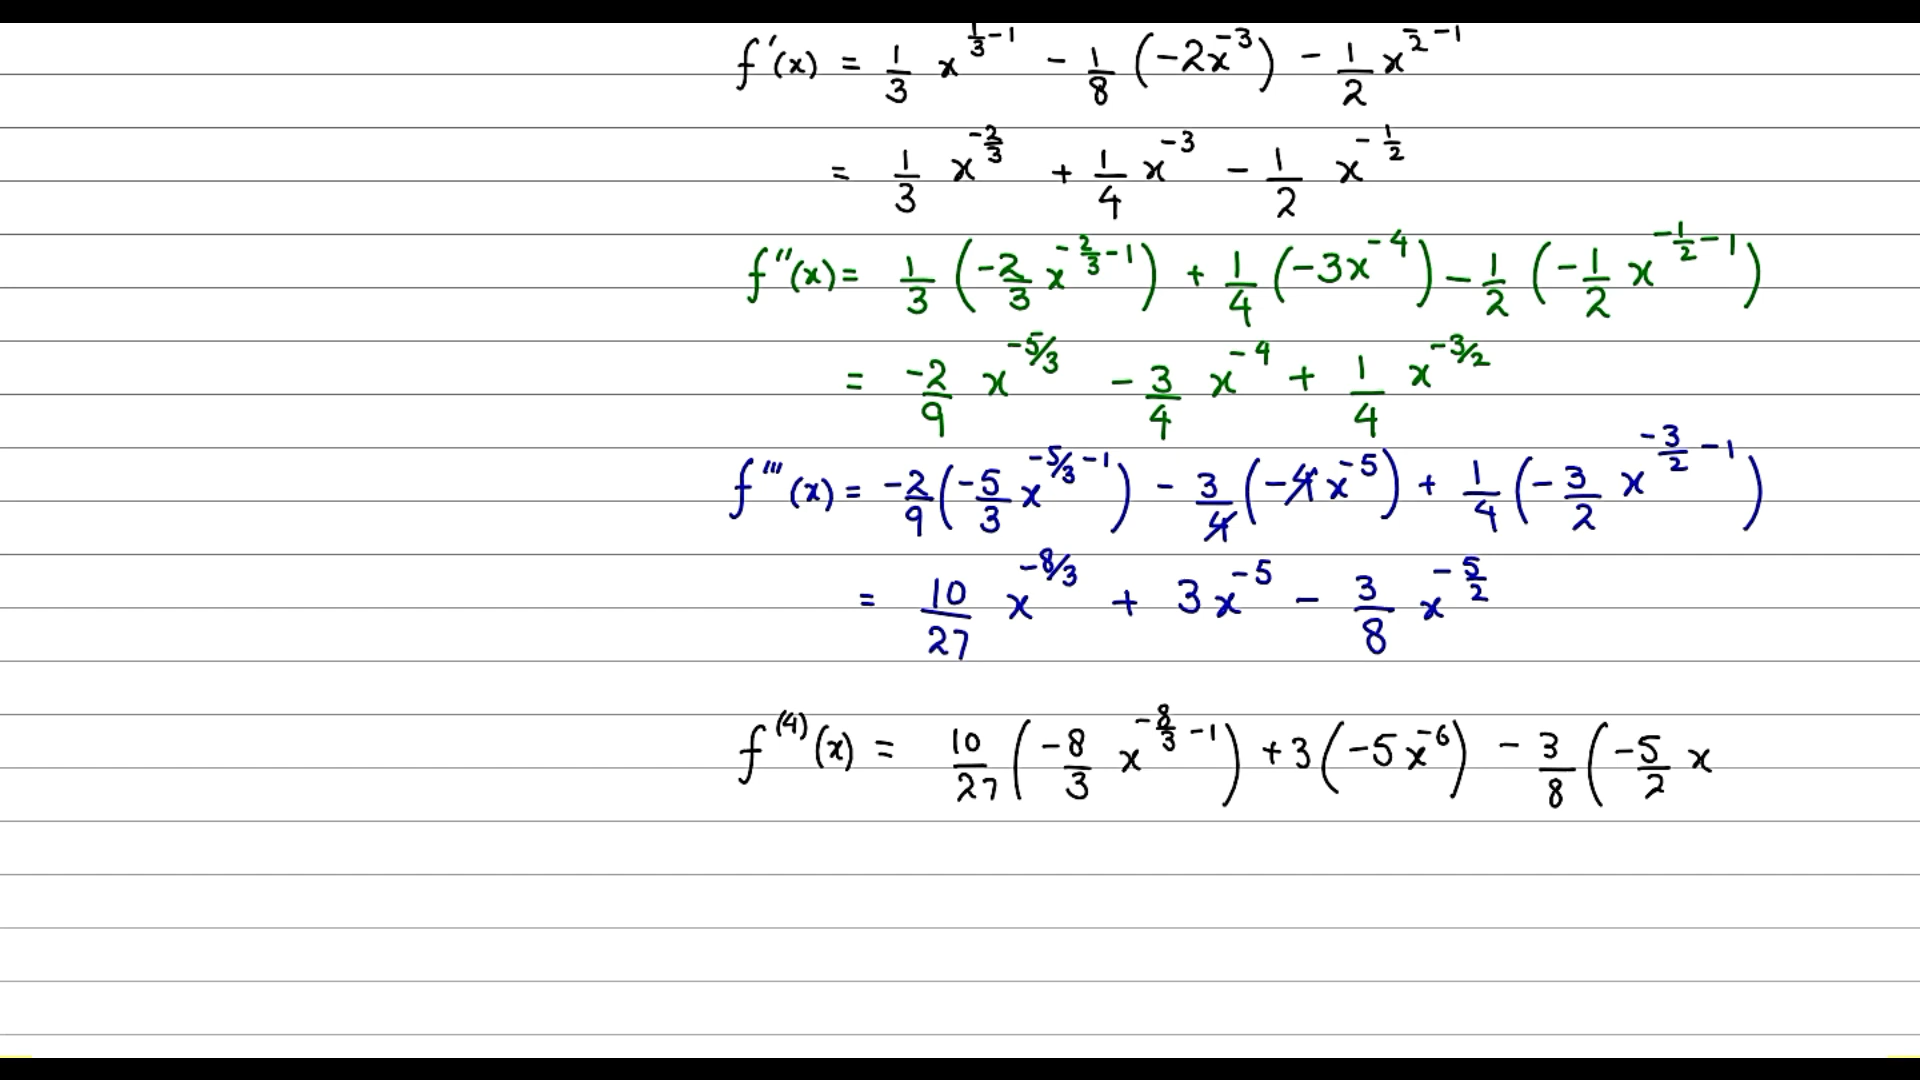 f'(x) = 1/3 x^(1/3 - 1) - 1/8 (-2x^(-3)) - 1/2 x^(1/2 - 1)
= 1/3 x^(-2/3) + 1/4 x^(-3) - 1/2 x^(-1/2)
f''(x) = 1/3 (-2/3 x^(-2/3 - 1)) + 1/4 (-3x^(-4)) - 1/2 (-1/2 x^(-1/2 - 1))
= -2/9 x^(-5/3) - 3/4 x^(-4) + 1/4 x^(-3/2)
f'''(x) = -2/9 (-5/3 x^(-5/3 - 1)) - 3/4 (-4x^(-5)) + 1/4 (-3/2 x^(-3/2 - 1))
= 10/27 x^(-8/3) + 3x^(-5) - 3/8 x^(-5/2)
f^(4)(x) = 10/27 (-8/3 x^(-8/3 - 1)) + 3(-5x^(-6)) - 3/8 (-5/2 x